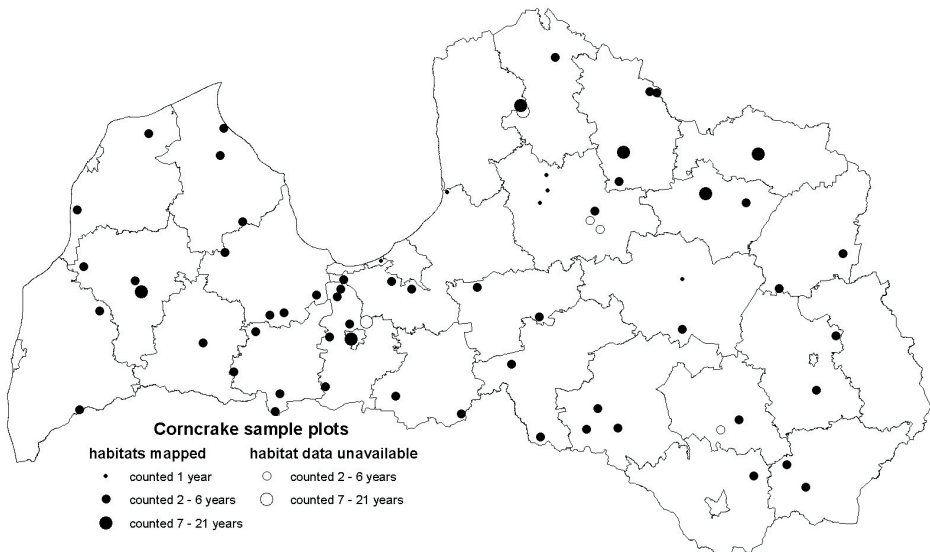 Corncrake sample plots
habitats mapped habitat data unavailable
counted 1 year counted 2 - 6 years
counted 2 - 6 years counted 7 - 21 years
counted 7 - 21 years